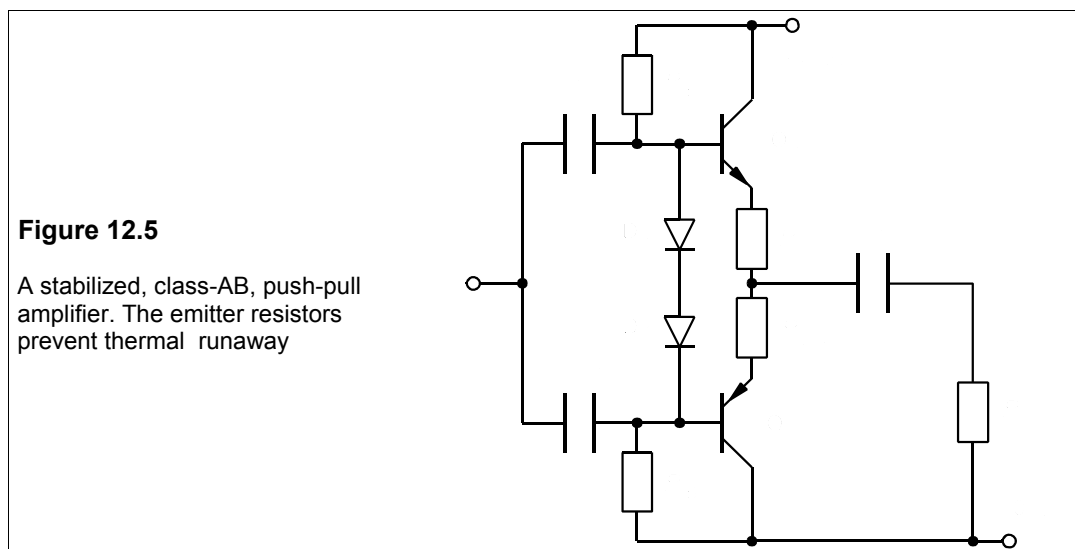 Figure 12.5
A stabilized, class-AB, push-pull
amplifier. The emitter resistors
prevent thermal runaway